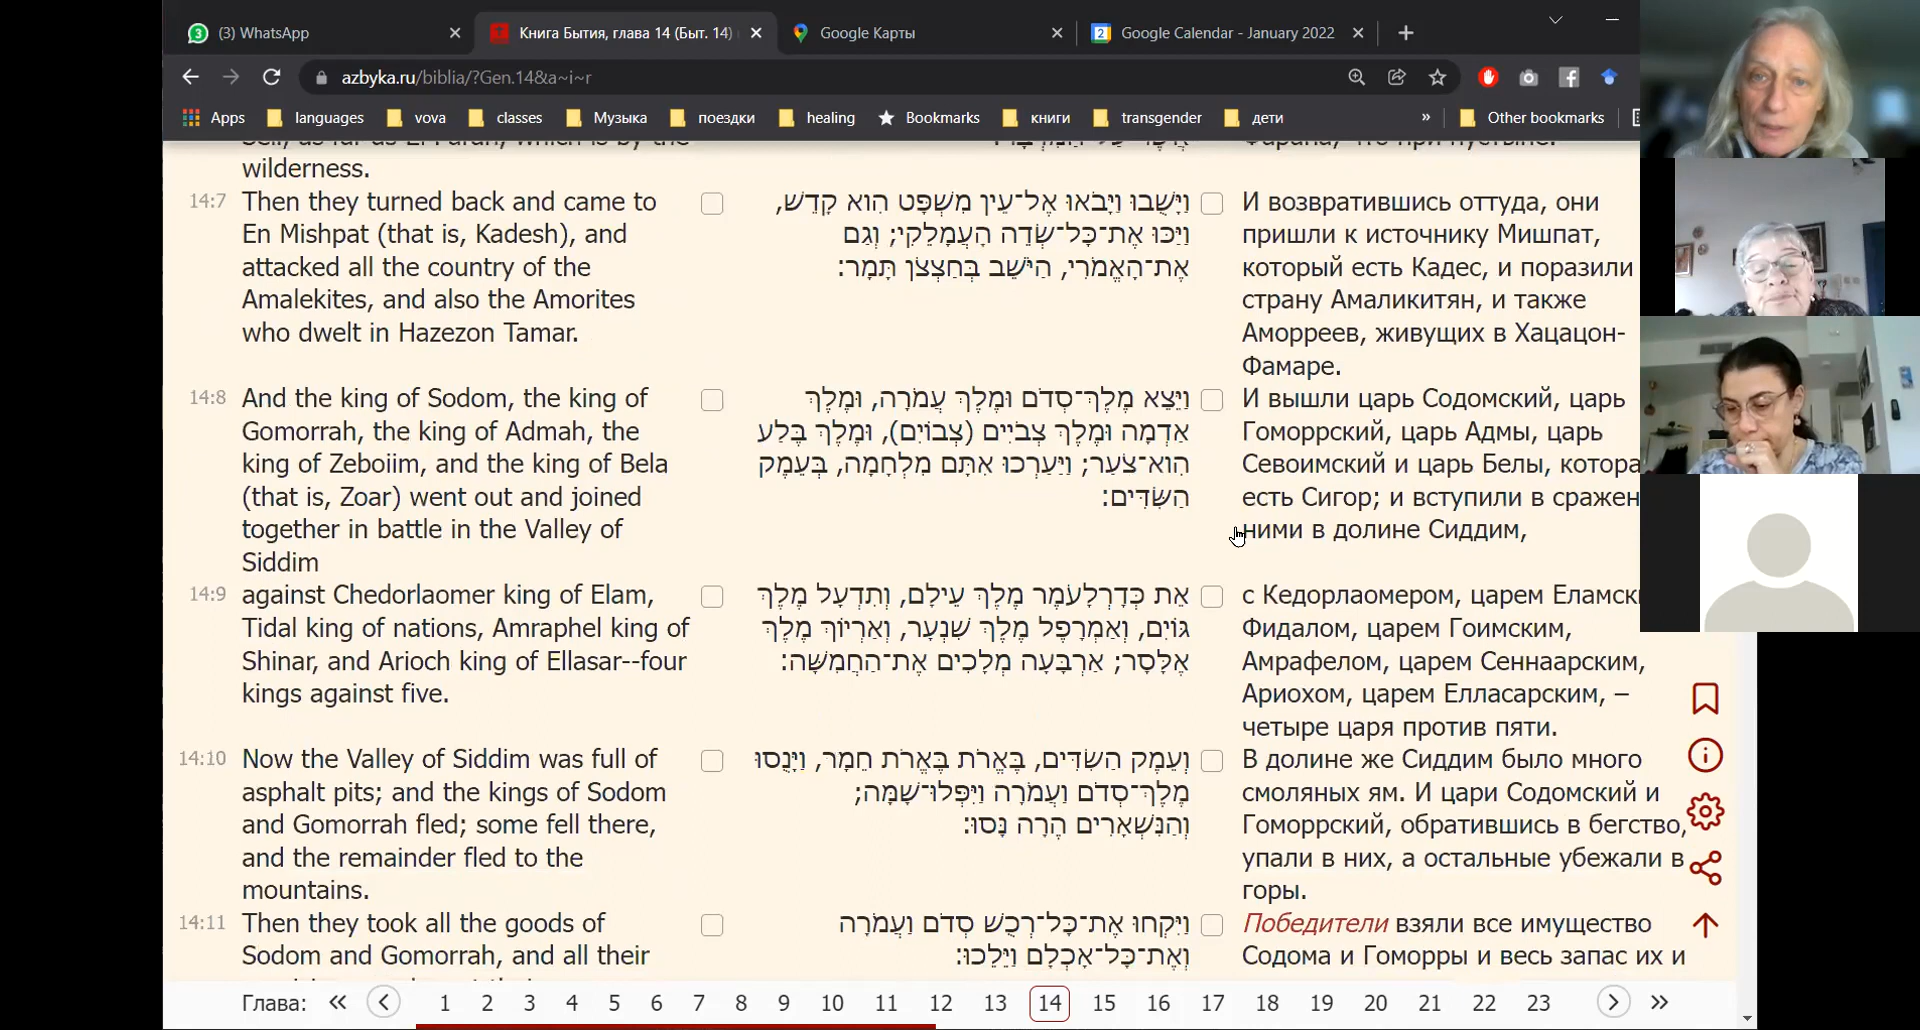 (3) WhatsApp
Книга Бытия, глава 14 (Быт. 14)
Google Карты
Google Calendar - January 2022
azbyka.ru/biblia/?Gen.14&a~i~r
Apps
languages
vova
classes
Музыка
поездки
healing
Bookmarks
книги
transgender
дети
»
Other bookmarks
wilderness.
14:7
Then they turned back and came to
En Mishpat (that is, Kadesh), and
attacked all the country of the
Amalekites, and also the Amorites
who dwelt in Hazezon Tamar.
וַיָּשֻׁבוּ וַיָּבֹאוּ אֶל־עֵין מִשְׁפָּט הִוא קָדֵשׁ,
וַיַּכּוּ אֶת־כָּל־שְׂדֵה הָעֲמָלֵקִי; וְגַם
אֶת־הָאֱמֹרִי, הַיֹּשֵׁב בְּחַצְצֹן תָּמָר:
И возвратившись оттуда, они
пришли к источнику Мишпат,
который есть Кадес, и поразили
страну Амаликитян, и также
Аморреев, живущих в Хацацон-
Фамаре.
14:8
And the king of Sodom, the king of
Gomorrah, the king of Admah, the
king of Zeboiim, and the king of Bela
(that is, Zoar) went out and joined
together in battle in the Valley of
Siddim
וַיֵּצֵא מֶלֶךְ־סְדֹם וּמֶלֶךְ עֲמֹרָה, וּמֶלֶךְ
אַדְמָה וּמֶלֶךְ צְבֹיִים (צְבוֹיִם), וּמֶלֶךְ בֶּלַע
הִוא־צֹעַר; וַיַּעַרְכוּ אִתָּם מִלְחָמָה, בְּעֵמֶק
הַשִּׂדִּים:
И вышли царь Содомский, царь
Гоморрский, царь Адмы, царь
Севоимский и царь Белы, котора
есть Сигор; и вступили в сражен
ними в долине Сиддим,
14:9
against Chedorlaomer king of Elam,
Tidal king of nations, Amraphel king of
Shinar, and Arioch king of Ellasar--four
kings against five.
אֵת כְּדָרְלָעֹמֶר מֶלֶךְ עֵילָם, וְתִדְעָל מֶלֶךְ
גּוֹיִם, וְאַמְרָפֶל מֶלֶךְ שִׁנְעָר, וְאַרְיוֹךְ מֶלֶךְ
אֶלָּסָר; אַרְבָּעָה מְלָכִים אֶת־הַחֲמִשָּׁה:
с Кедорлаомером, царем Еламск
Фидалом, царем Гоимским,
Амрафелом, царем Сеннаарским,
Ариохом, царем Елласарским, –
четыре царя против пяти.
14:10
Now the Valley of Siddim was full of
asphalt pits; and the kings of Sodom
and Gomorrah fled; some fell there,
and the remainder fled to the
mountains.
וְעֵמֶק הַשִּׂדִּים, בֶּאֱרֹת בֶּאֱרֹת חֵמָר, וַיָּנֻסוּ
מֶלֶךְ־סְדֹם וַעֲמֹרָה וַיִּפְּלוּ־שָׁמָּה;
וְהַנִּשְׁאָרִים הֶרָה נָּסוּ:
В долине же Сиддим было много
смоляных ям. И цари Содомский и
Гоморрский, обратившись в бегство,
упали в них, а остальные убежали в
горы.
14:11
Then they took all the goods of
Sodom and Gomorrah, and all their
וַיִּקְחוּ אֶת־כָּל־רְכֻשׁ סְדֹם וַעֲמֹרָה
וְאֶת־כָּל־אָכְלָם וַיֵּלֵכוּ:
Победители взяли все имущество
Содома и Гоморры и весь запас их и
Глава: « 1 2 3 4 5 6 7 8 9 10 11 12 13 14 15 16 17 18 19 20 21 22 23 »